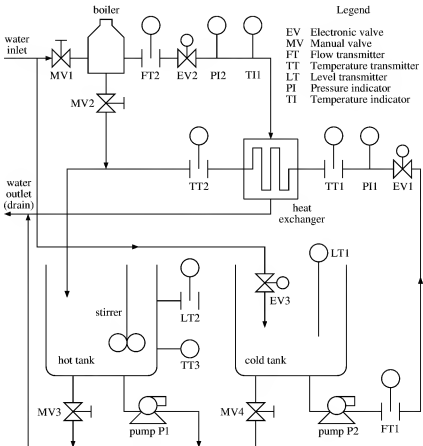 boiler
Legend
water
inlet
EV Electronic valve
MV Manual valve
FT Flow transmitter
TT Temperature transmitter
LT Level transmitter
PI Pressure indicator
TI Temperature indicator
MV1
FT2
EV2
PI2
TI1
MV2
TT2
TT1
PI1
EV1
water
outlet
(drain)
heat
exchanger
LT1
EV3
stirrer
LT2
hot tank
TT3
cold tank
MV3
pump P1
MV4
pump P2
FT1